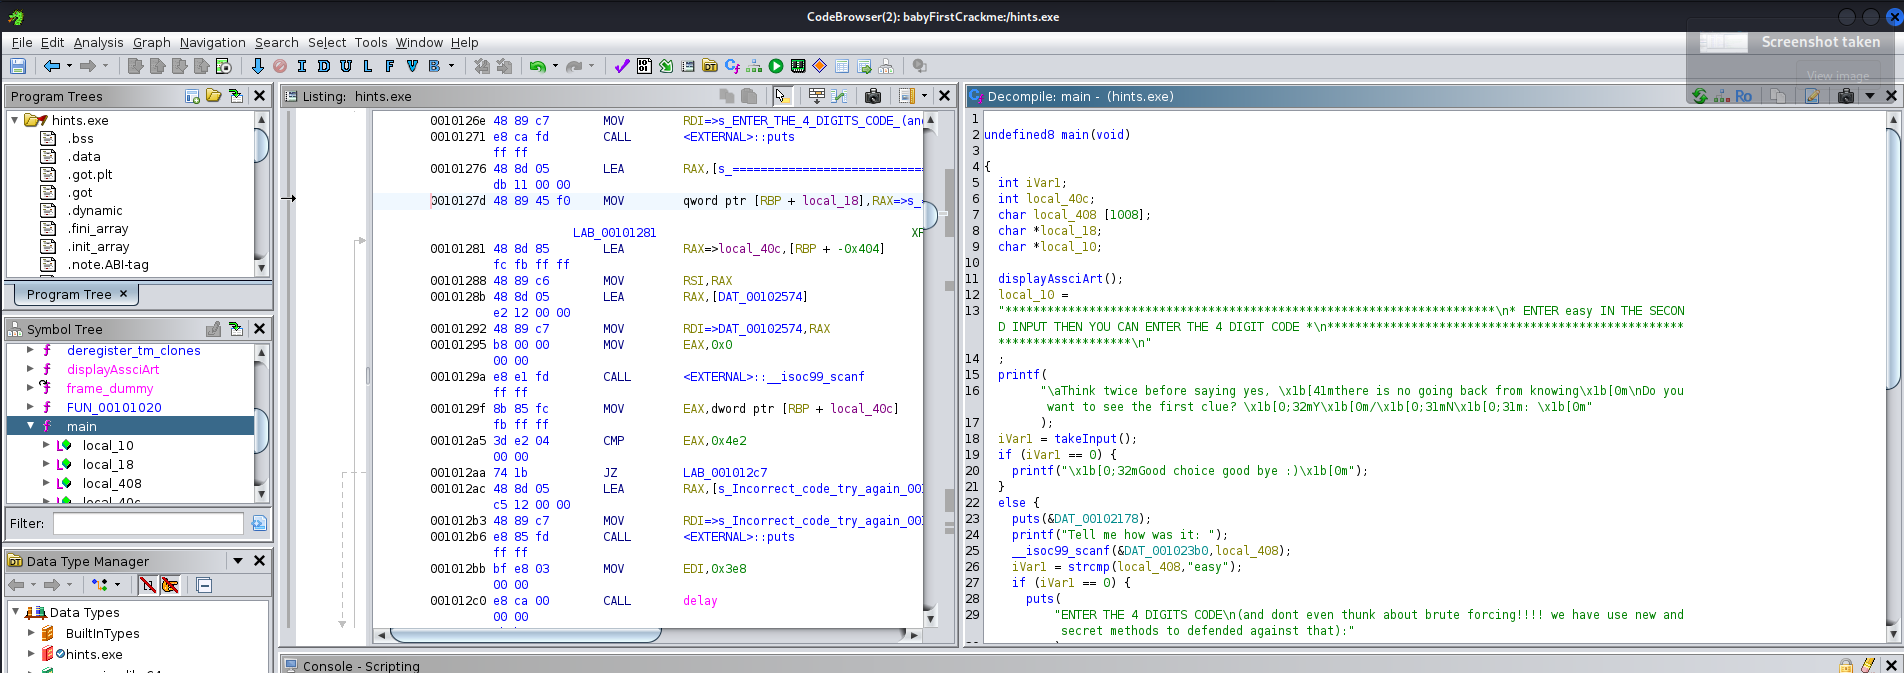 CodeBrowser(2): babyFirstCrackme:/hints.exe
File Edit Analysis Graph Navigation Search Select Tools Window Help
Screenshot taken
View image
I D U L F V B
Program Trees
hints.exe
.bss
.data
.got.plt
.got
.dynamic
.fini_array
.init_array
.note.ABI-tag
Program Tree ×
Symbol Tree
deregister_tm_clones
displayAssciArt
frame_dummy
FUN_00101020
main
local_10
local_18
local_408
local_40c
Filter:
Data Type Manager
Data Types
BuiltInTypes
hints.exe
Listing: hints.exe
0010126e 48 89 c7 MOV RDI=>s_ENTER_THE_4_DIGITS_CODE_(an
00101271 e8 ca fd CALL <EXTERNAL>::puts
ff ff
00101276 48 8d 05 LEA RAX,[s_============================
db 11 00 00
0010127d 48 89 45 f0 MOV qword ptr [RBP + local_18],RAX=>s_
LAB_00101281 XR
00101281 48 8d 85 LEA RAX=>local_40c,[RBP + -0x404]
fc fb ff ff
00101288 48 89 c6 MOV RSI,RAX
0010128b 48 8d 05 LEA RAX,[DAT_00102574]
e2 12 00 00
00101292 48 89 c7 MOV RDI=>DAT_00102574,RAX
00101295 b8 00 00 MOV EAX,0x0
00 00
0010129a e8 e1 fd CALL <EXTERNAL>::__isoc99_scanf
ff ff
0010129f 8b 85 fc MOV EAX,dword ptr [RBP + local_40c]
fb ff ff
001012a5 3d e2 04 CMP EAX,0x4e2
00 00
001012aa 74 1b JZ LAB_001012c7
001012ac 48 8d 05 LEA RAX,[s_Incorrect_code_try_again_00
c5 12 00 00
001012b3 48 89 c7 MOV RDI=>s_Incorrect_code_try_again_00
001012b6 e8 85 fd CALL <EXTERNAL>::puts
ff ff
001012bb bf e8 03 MOV EDI,0x3e8
00 00
001012c0 e8 ca 00 CALL delay
00 00
Decompile: main - (hints.exe)
Ro
1
2 undefined8 main(void)
3
4 {
5 int iVar1;
6 int local_40c;
7 char local_408 [1008];
8 char *local_18;
9 char *local_10;
10
11 displayAssciArt();
12 local_10 =
13 "**********************************************************************\n* ENTER easy IN THE SECON
D INPUT THEN YOU CAN ENTER THE 4 DIGIT CODE *\n***************************************************
*******************\n"
14 ;
15 printf(
16 "\aThink twice before saying yes, \x1b[41mthere is no going back from knowing\x1b[0m\nDo you
want to see the first clue? \x1b[0;32mY\x1b[0m/\x1b[0;31mN\x1b[0;31m: \x1b[0m"
17 );
18 iVar1 = takeInput();
19 if (iVar1 == 0) {
20 printf("\x1b[0;32mGood choice good bye :)\x1b[0m");
21 }
22 else {
23 puts(&DAT_00102178);
24 printf("Tell me how was it: ");
25 __isoc99_scanf(&DAT_001023b0,local_408);
26 iVar1 = strcmp(local_408,"easy");
27 if (iVar1 == 0) {
28 puts(
29 "ENTER THE 4 DIGITS CODE\n(and dont even thunk about brute forcing!!!! we have use new and
secret methods to defended against that):"
Console - Scripting